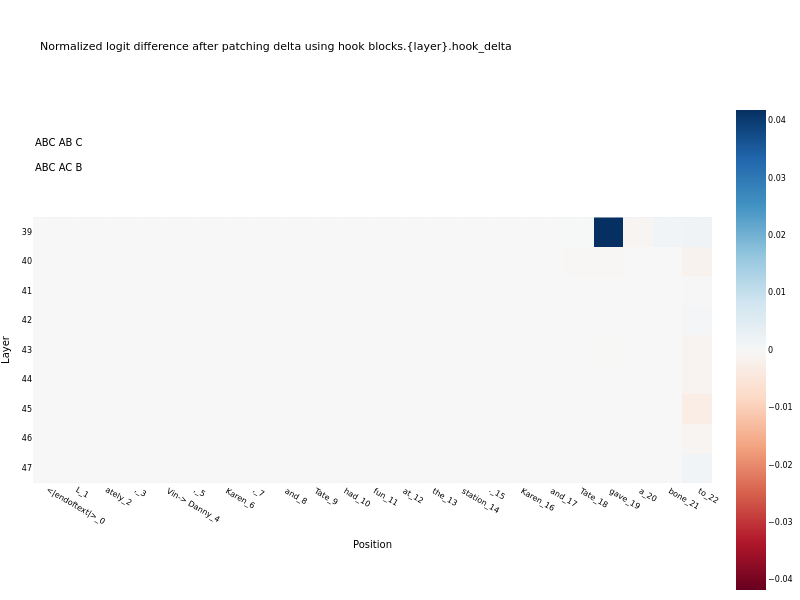 Normalized logit difference after patching delta using hook blocks.{layer}.hook_delta
ABC AB C
ABC AC B
0.04
0.03
0.02
0.01
0
−0.01
−0.02
−0.03
−0.04
Layer
39
40
41
42
43
44
45
46
47
<|endoftext|>_0
L_1
ately_2
,_3
Vin-> Danny_4
,_5
Karen_6
,_7
and_8
Tate_9
had_10
fun_11
at_12
the_13
station_14
._15
Karen_16
and_17
Tate_18
gave_19
a_20
bone_21
to_22
Position